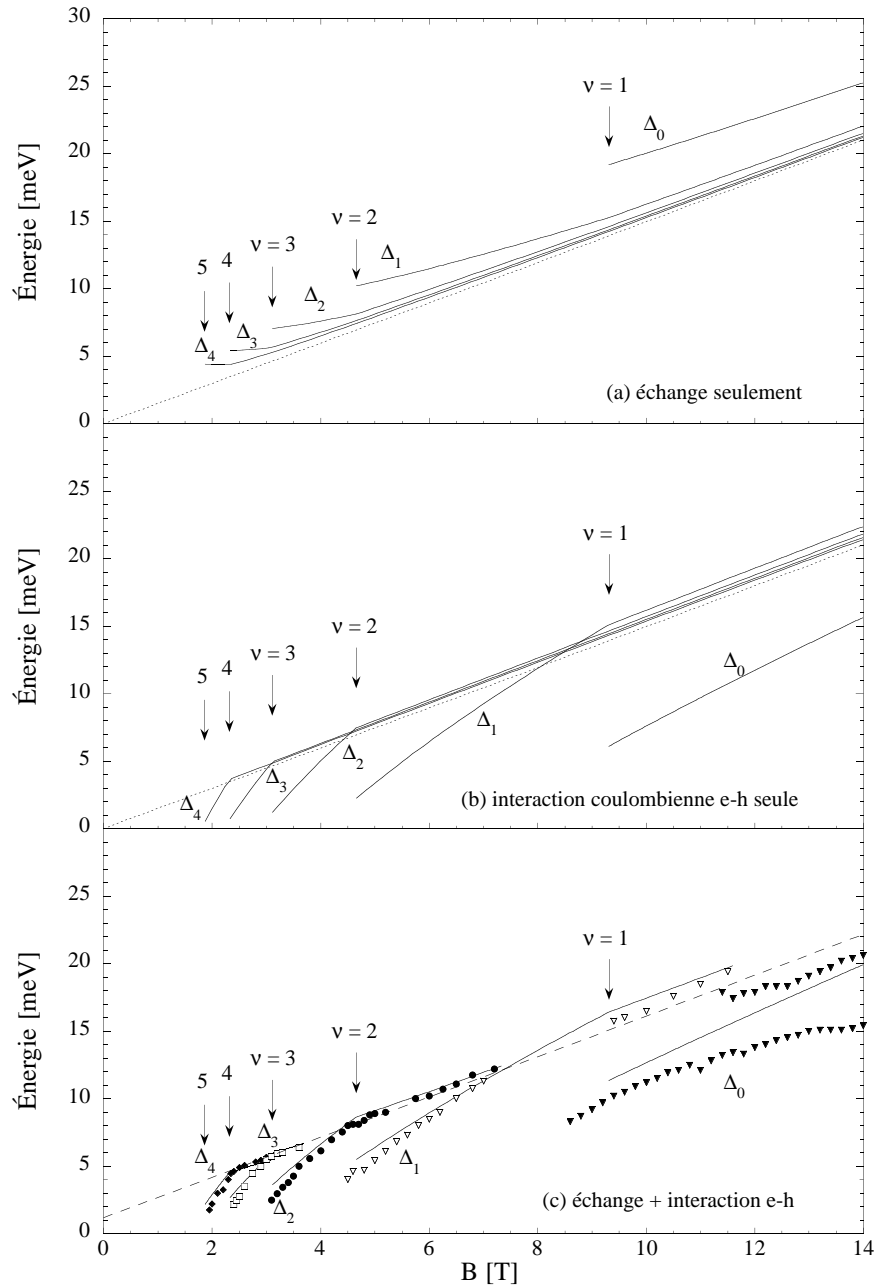 30
25
20
15
10
5
0
Énergie [meV]
ν = 1
Δ0
ν = 2
Δ1
ν = 3
Δ2
4
Δ3
5
Δ4
(a) échange seulement
25
20
15
10
5
0
Énergie [meV]
ν = 1
Δ0
ν = 2
Δ1
ν = 3
Δ2
4
Δ3
5
Δ4
(b) interaction coulombienne e-h seule
25
20
15
10
5
0
Énergie [meV]
ν = 1
Δ0
ν = 2
Δ1
ν = 3
Δ2
4
Δ3
5
Δ4
(c) échange + interaction e-h
0 2 4 6 8 10 12 14
B [T]